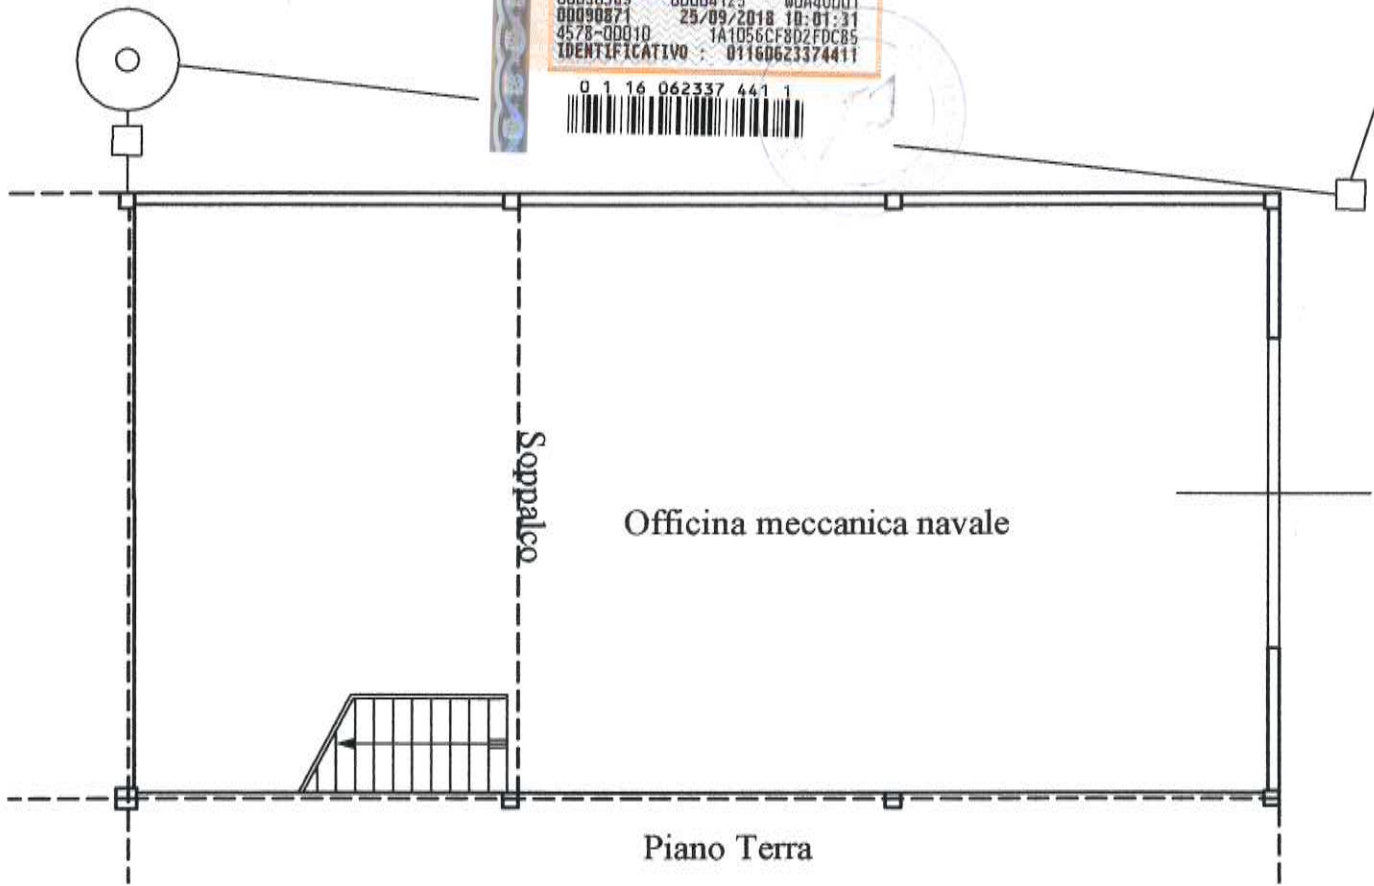 00090871 25/09/2018 10:01:31
4578-00010 1A1056CF8D2FDC85
IDENTIFICATIVO : 01160623374411
0 1 16 062337 441 1
Soppalco
Officina meccanica navale
Piano Terra